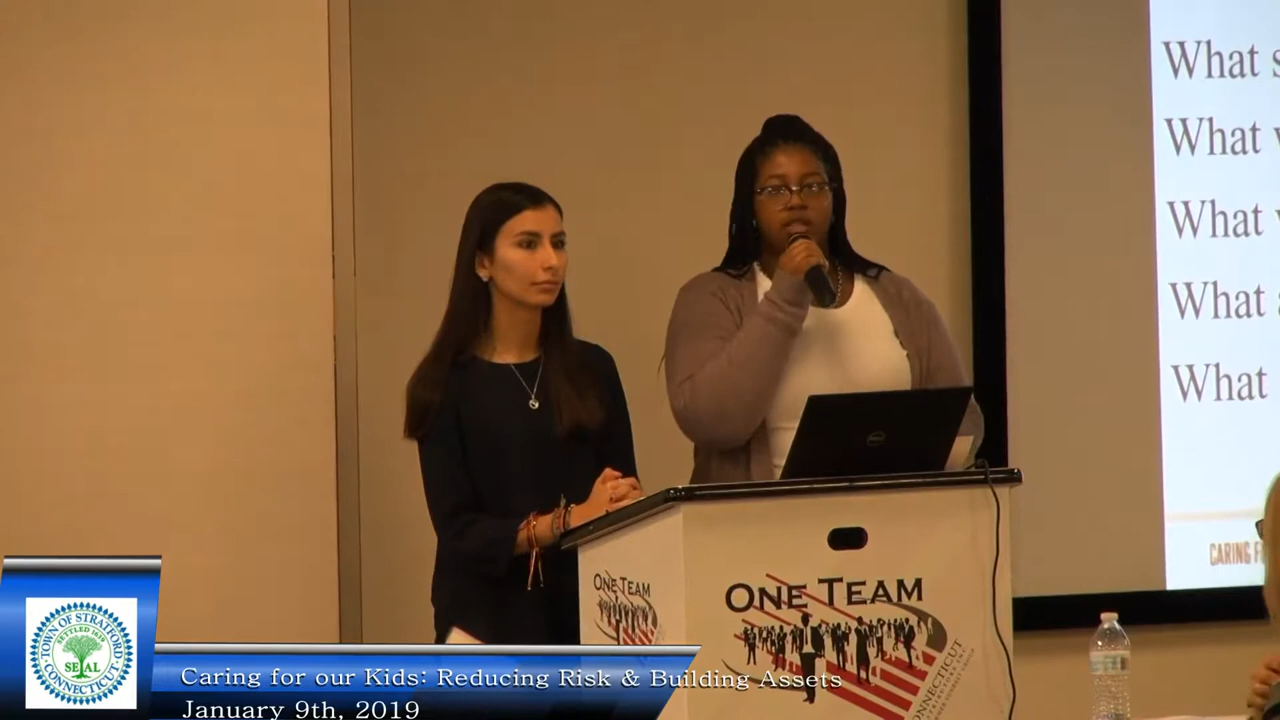 What
What
What
What
What
CARING
ONE TEAM
ONE TEAM
CONNECTICUT
DELL
TOWN OF STRATFORD
SETTLED 1639
SEAL
CONNECTICUT
Caring for our Kids: Reducing Risk & Building Assets
January 9th, 2019